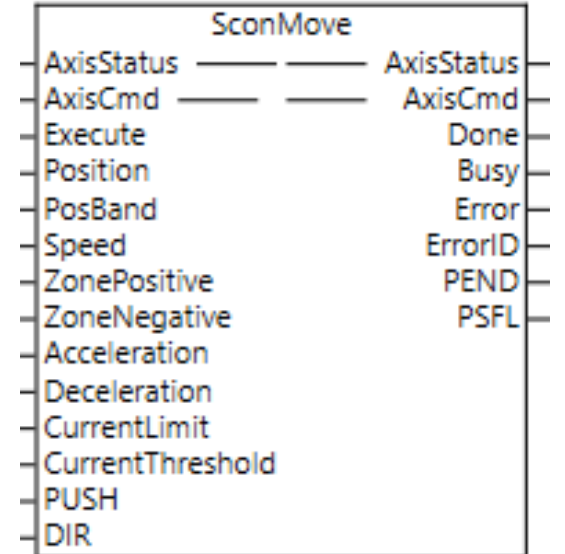 SconMove
AxisStatus AxisStatus
AxisCmd AxisCmd
Execute Done
Position Busy
PosBand Error
Speed ErrorID
ZonePositive PEND
ZoneNegative PSFL
Acceleration
Deceleration
CurrentLimit
CurrentThreshold
PUSH
DIR